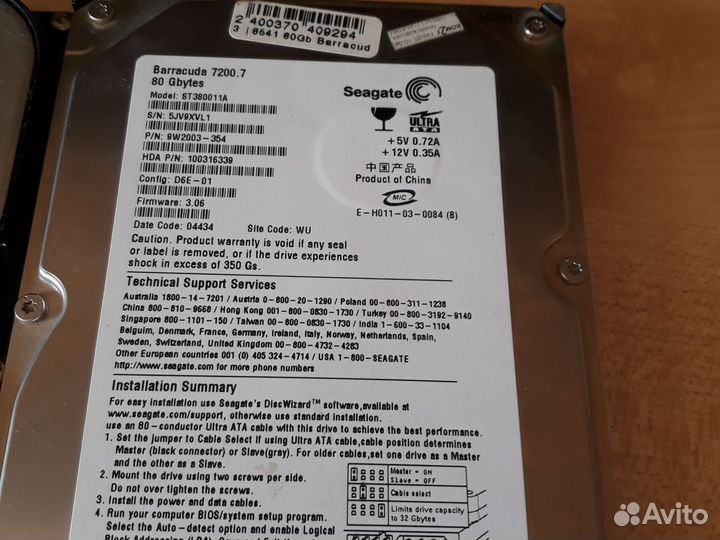 2 400370 409294
3 | 6541 80Gb Barracud
Barracuda 7200.7
80 Gbytes
Model: ST380011A
S/N: 5JV9XVL1
P/N: 9W2003-354
HDA P/N: 100316339
Config: D6E-01
Firmware: 3.06
Date Code: 04434 Site Code: WU
Seagate
ULTRA
ATA
+5V 0.72A
+12V 0.35A
中国产品
Product of China
MIC
E-H011-03-0084 (B)
Caution. Product warranty is void if any seal
or label is removed, or if the drive experiences
shock in excess of 350 Gs.
Technical Support Services
Australia 1800-14-7201 / Austria 0-800-20-1290 / Poland 00-800-311-1238
China 800-810-9668 / Hong Kong 001-800-0830-1730 / Turkey 00-800-3192-9140
Singapore 800-1101-150 / Taiwan 00-800-0830-1730 / India 1-600-33-1104
Belguim, Denmark, France, Germany, Ireland, Italy, Norway, Netherlands, Spain,
Sweden, Switzerland, United Kingdom 00-800-4732-4283
Other European countries 001 (0) 405 324-4714 / USA 1-800-SEAGATE
http://www.seagate.com for more phone numbers
Installation Summary
For easy installation use Seagate's DiscWizard™ software,available at
www.seagate.com/support, otherwise use standard installation.
use an 80-conductor Ultra ATA cable with this drive to achieve the best performance.
1. Set the jumper to Cable Select if using Ultra ATA cable,cable position determines
Master (black connector) or Slave(gray). For older cables,set one drive as a Master
and the other as a Slave.
2. Mount the drive using two screws per side.
Do not over tighten the screws.
3. Install the power and data cables.
4. Run your computer BIOS/system setup program.
Select the Auto-detect option and enable Logical
Master = ON
Slave = OFF
Cable select
Limits drive capacity
to 32 Gbytes
Avito